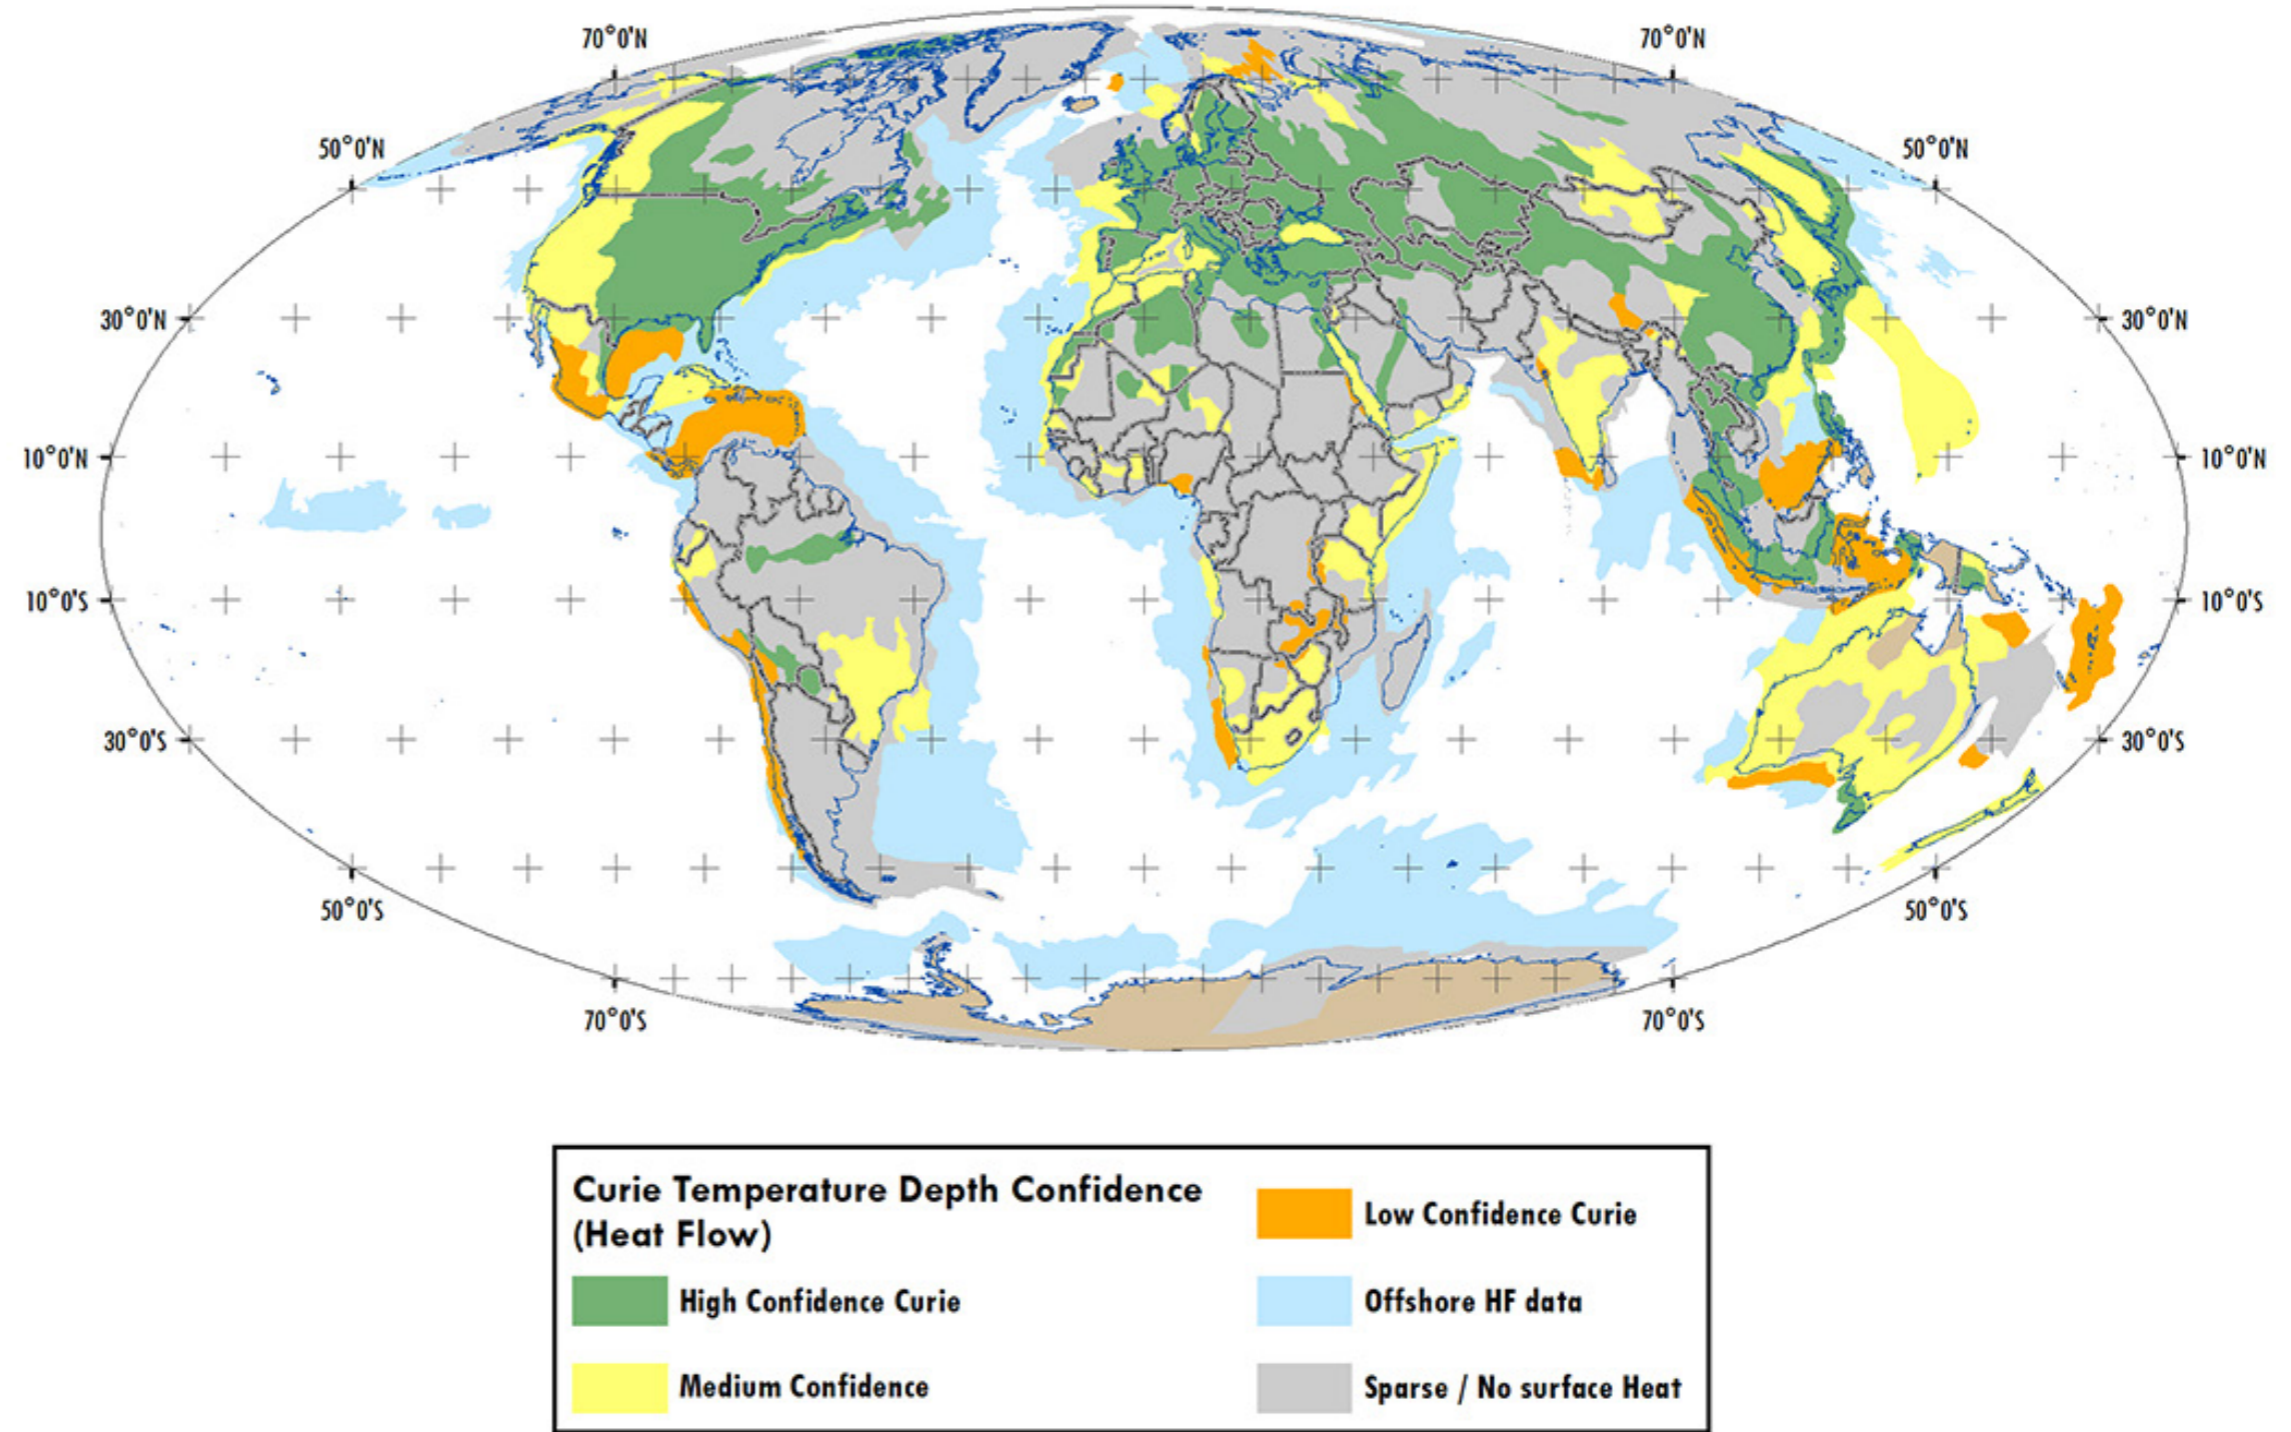 70°0'N
70°0'N
50°0'N
50°0'N
30°0'N
30°0'N
10°0'N
10°0'N
10°0'S
10°0'S
30°0'S
30°0'S
50°0'S
50°0'S
70°0'S
70°0'S
Curie Temperature Depth Confidence
(Heat Flow)
High Confidence Curie
Medium Confidence
Low Confidence Curie
Offshore HF data
Sparse / No surface Heat